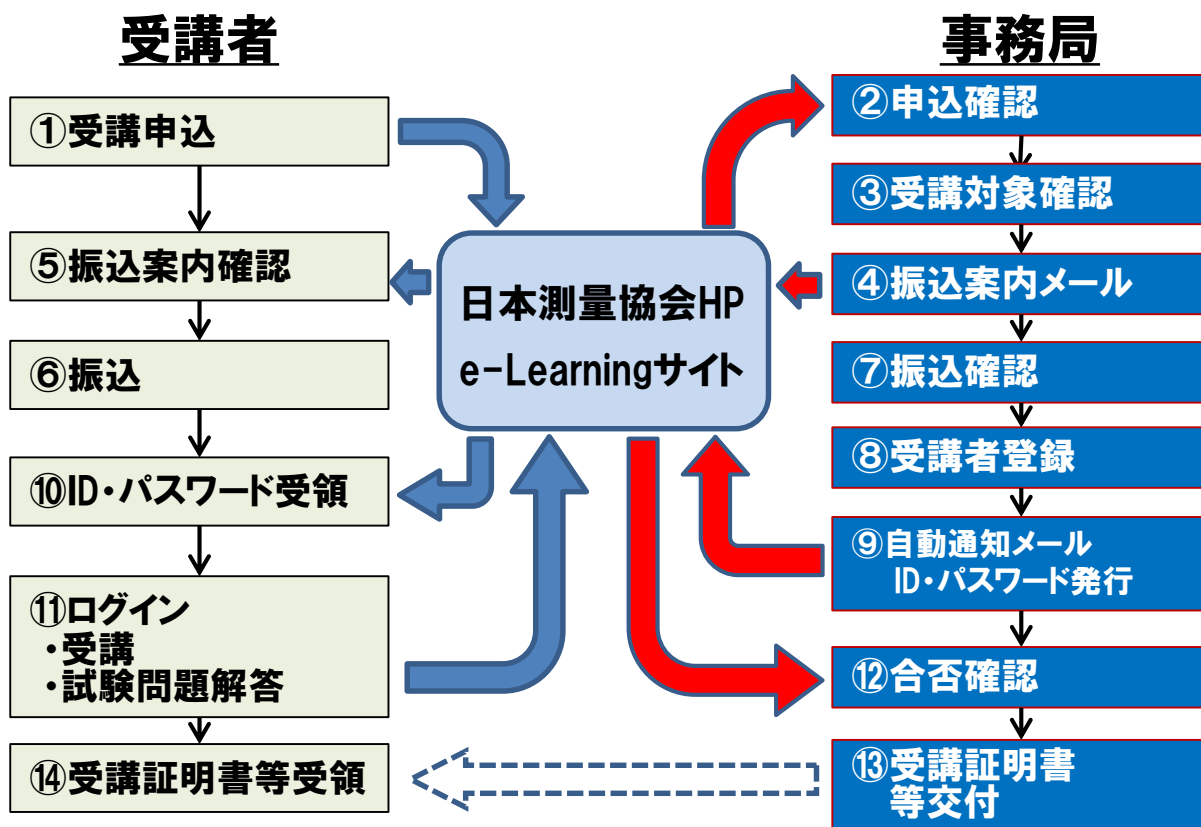 受講者
①受講申込
⑤振込案内確認
⑥振込
⑩ID・パスワード受領
⑪ログイン
・受講
・試験問題解答
⑭受講証明書等受領
日本測量協会HP
e-Learningサイト
事務局
②申込確認
③受講対象確認
④振込案内メール
⑦振込確認
⑧受講者登録
⑨自動通知メール
ID・パスワード発行
⑫合否確認
⑬受講証明書
等交付